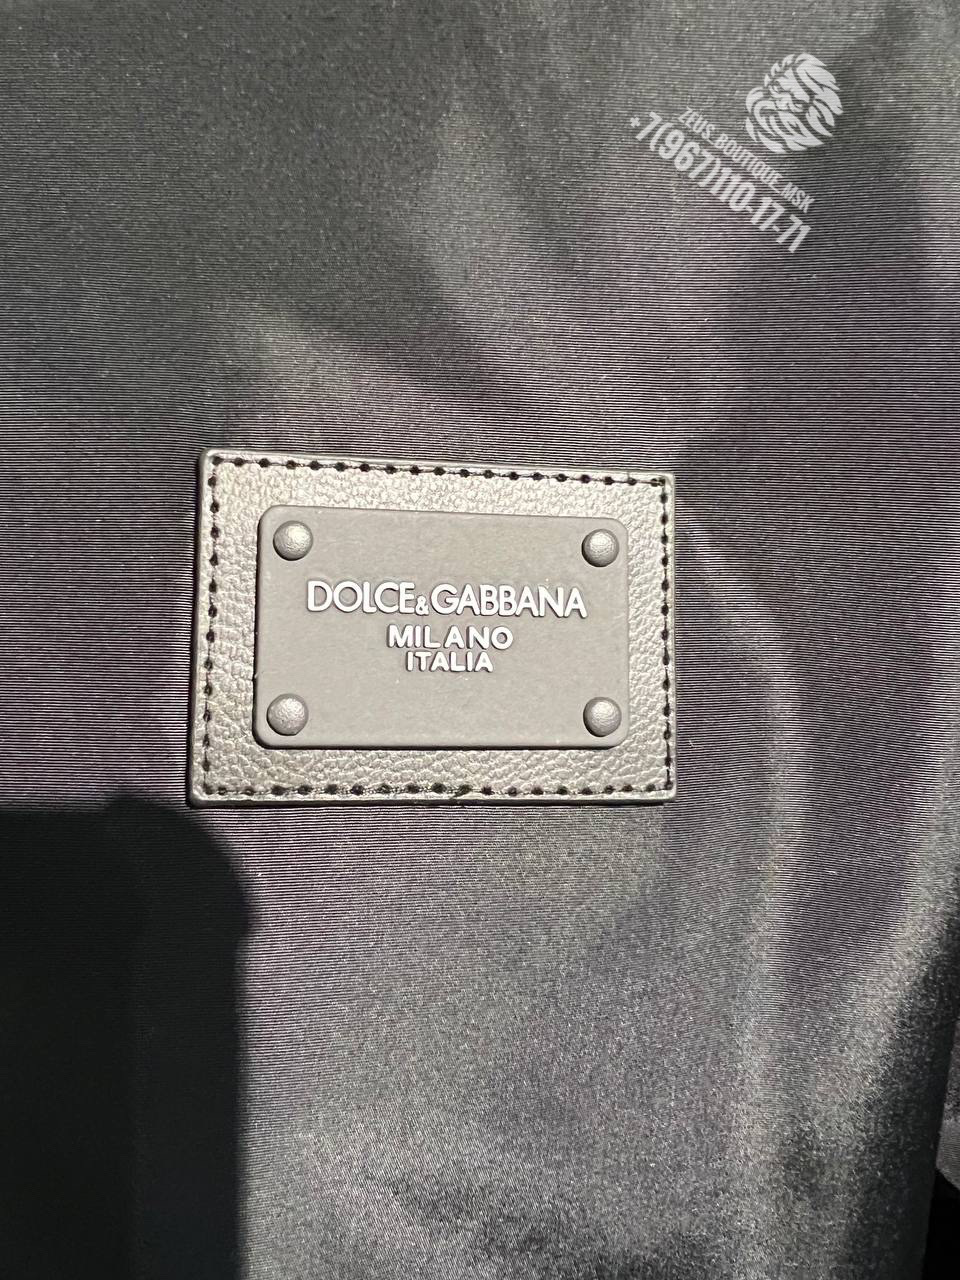 ZEUS_BOUTIQUE_MSK
+7(967)110-17-71
DOLCE&GABBANA
MILANO
ITALIA